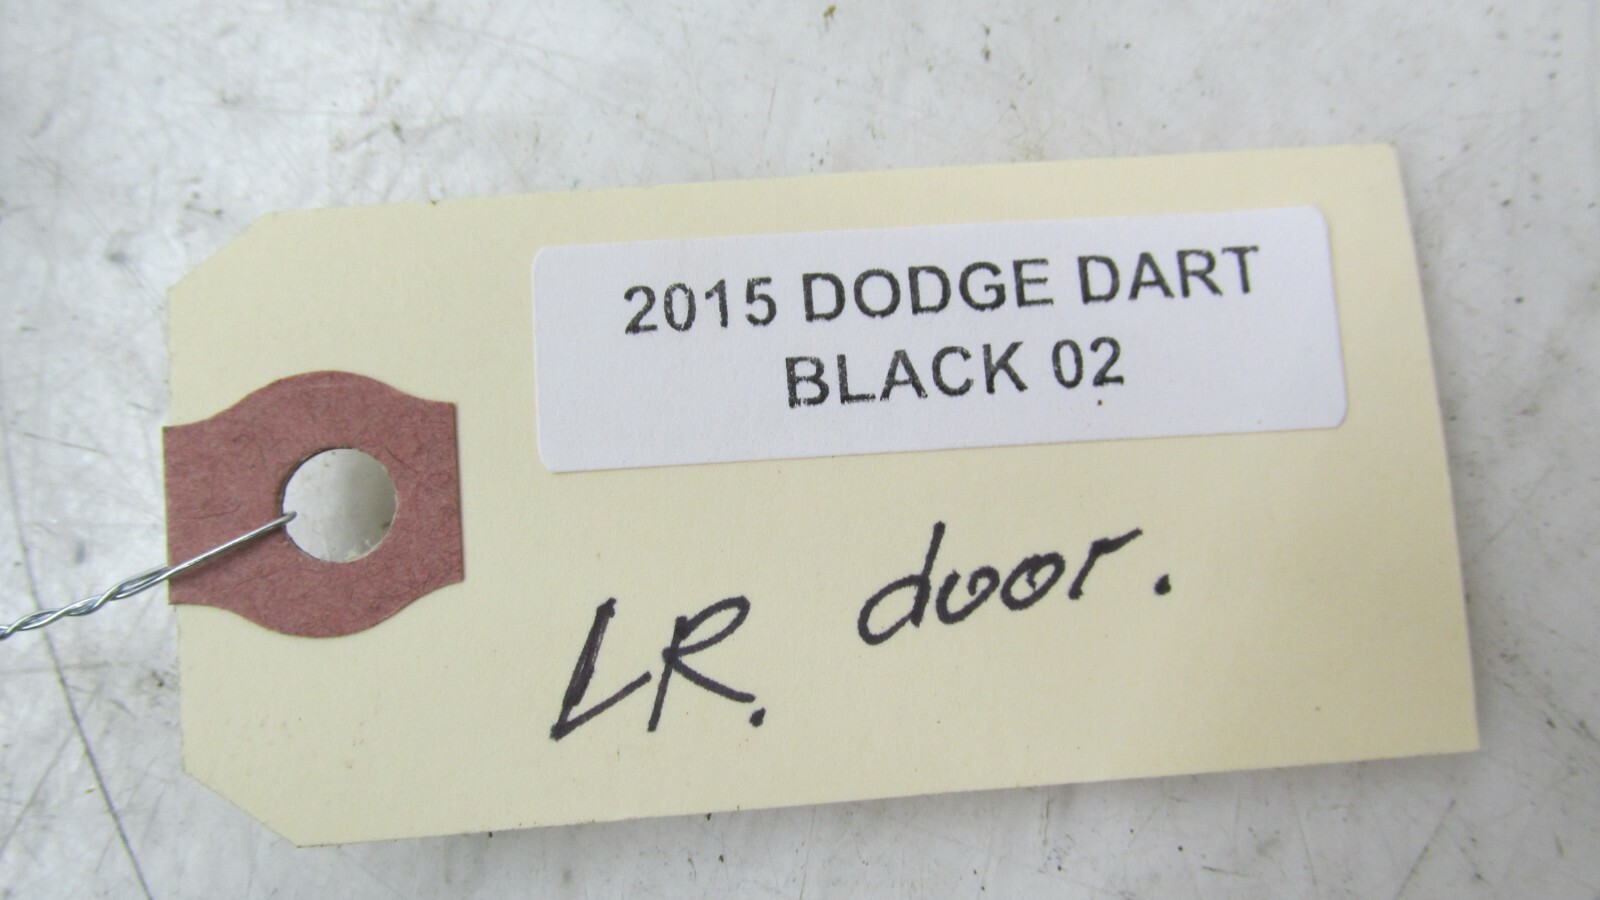 2015 DODGE DART
BLACK 02
LR. door.